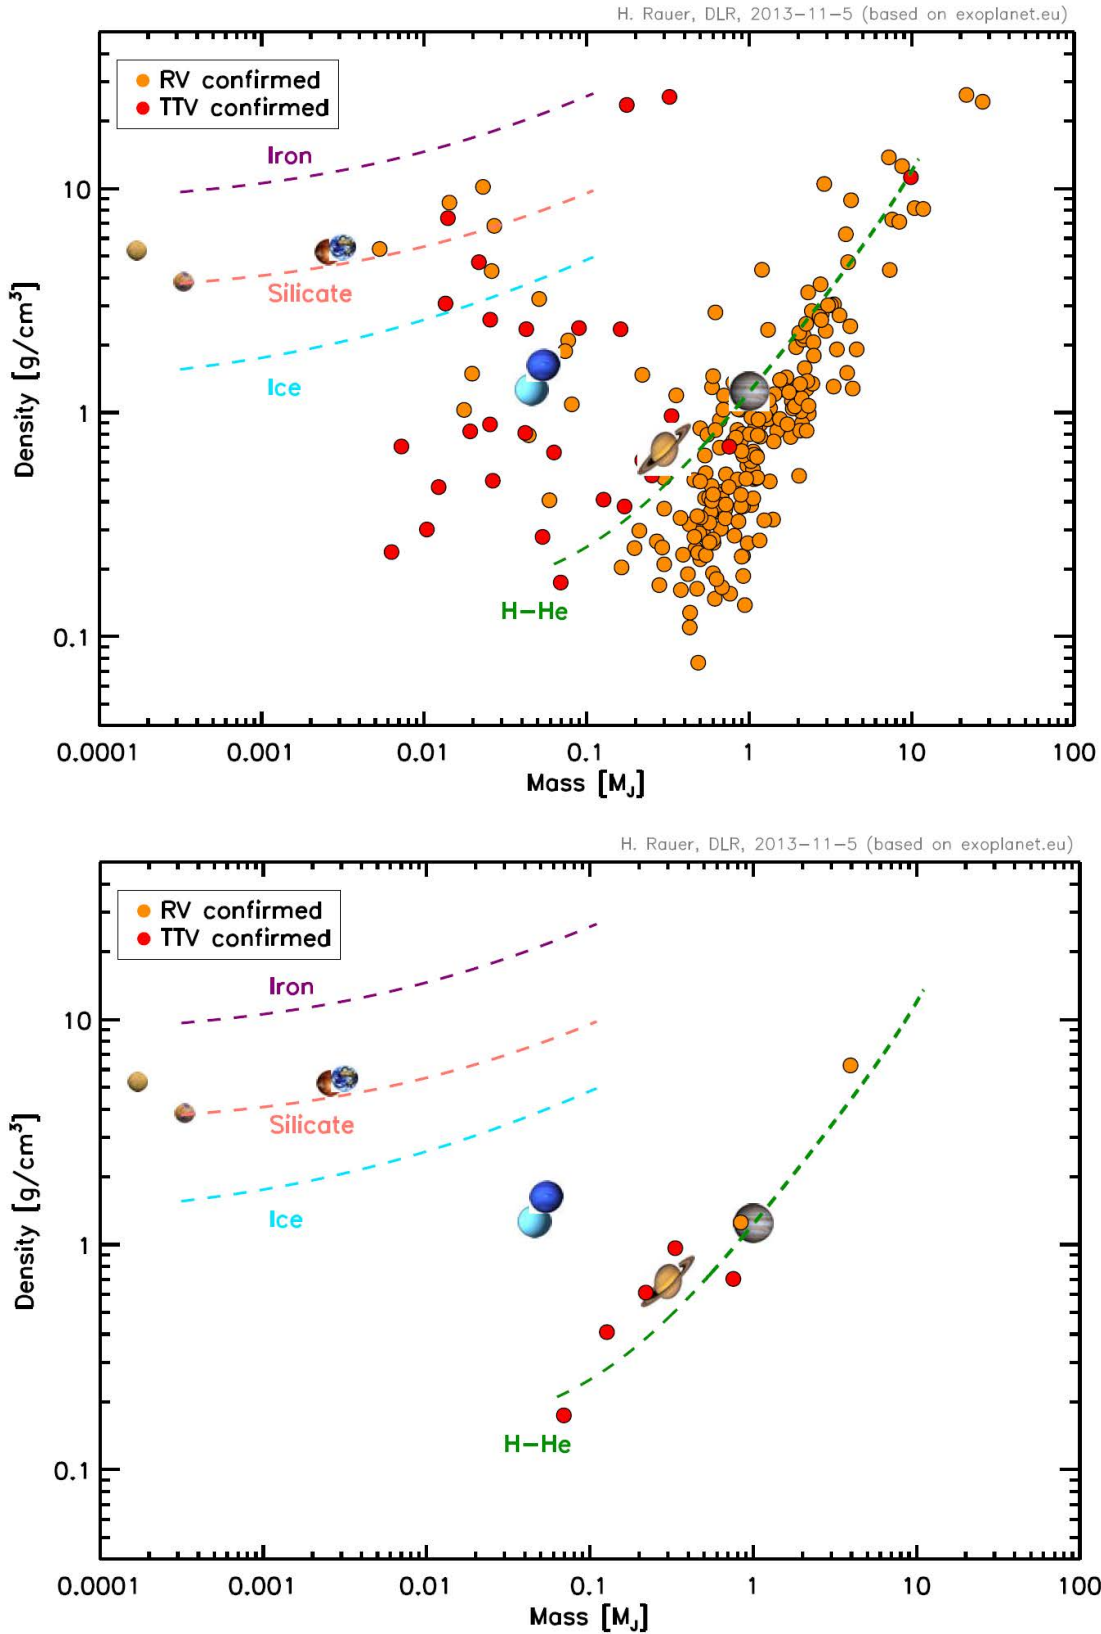 H. Rauer, DLR, 2013-11-5 (based on exoplanet.eu)
RV confirmed
TTV confirmed
Iron
Silicate
Ice
H-He
10
1
0.1
Density [g/cm³]
0.0001 0.001 0.01 0.1 1 10 100
Mass [M_J]
H. Rauer, DLR, 2013-11-5 (based on exoplanet.eu)
RV confirmed
TTV confirmed
Iron
Silicate
Ice
H-He
10
1
0.1
Density [g/cm³]
0.0001 0.001 0.01 0.1 1 10 100
Mass [M_J]